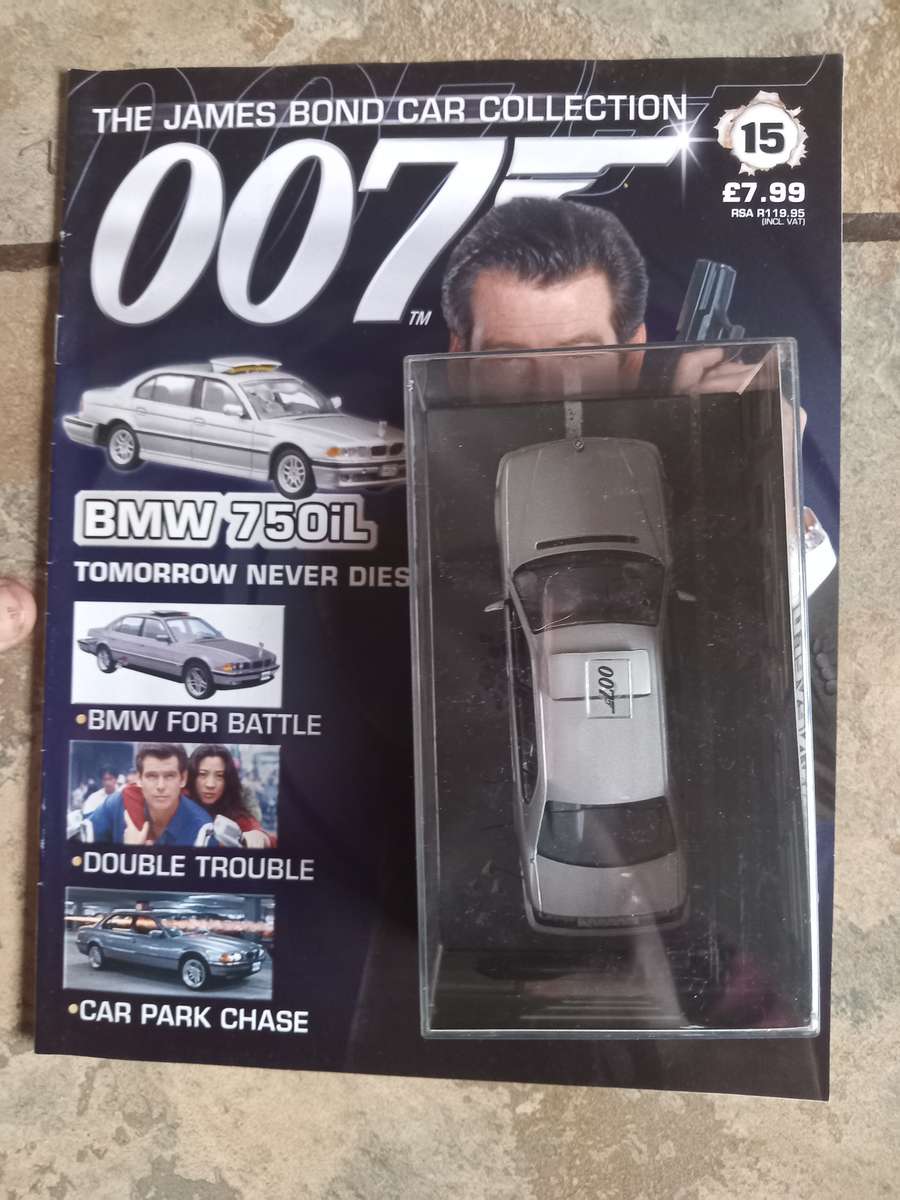 THE JAMES BOND CAR COLLECTION
15
007
TM
£7.99
RSA R119.95
(INCL. VAT)
BMW 750iL
TOMORROW NEVER DIES
•BMW FOR BATTLE
•DOUBLE TROUBLE
•CAR PARK CHASE
007